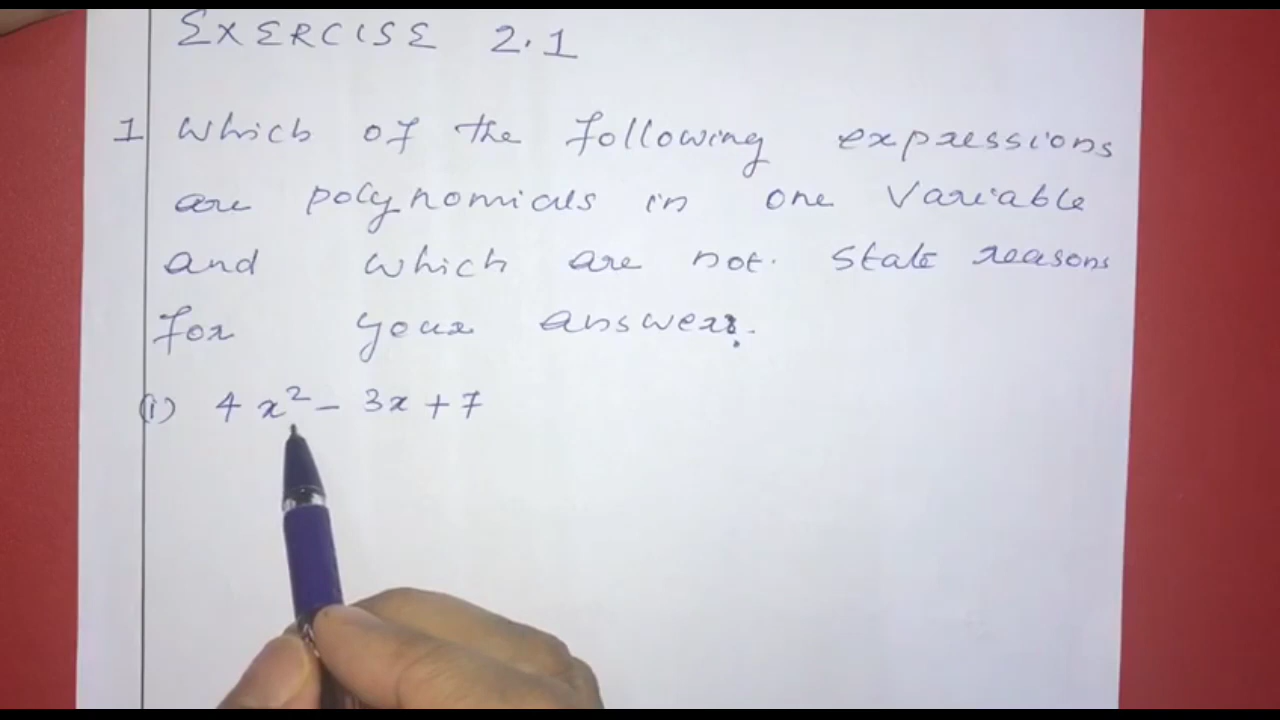 EXERCISE 2.1
1 Which of the following expressions
are polynomials in one variable
and which are not. State reasons
for your answer.
(i) 4x² - 3x + 7